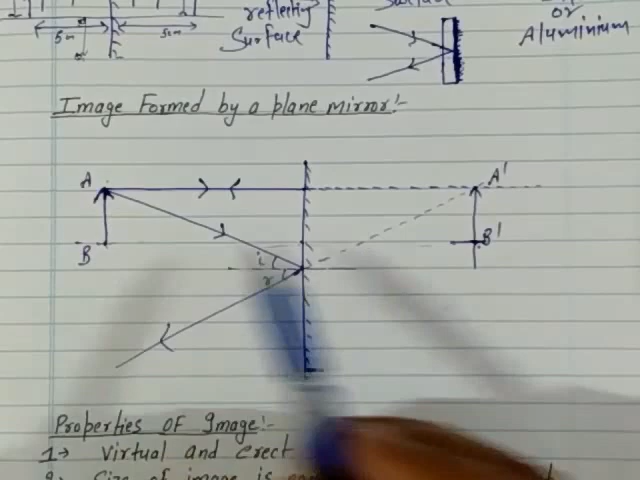 5cm 5cm reflecting
Surface
or
Aluminium
Image Formed by a plane mirror:-
A A'
B B'
i
r
Properties of Image:-
1→ Virtual and erect
Size of image is